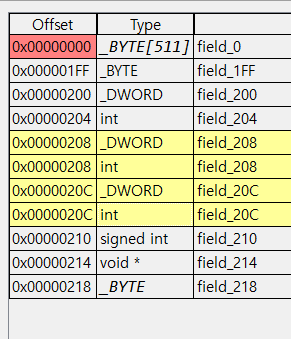 Offset Type
0x00000000 _BYTE[511] field_0
0x000001FF _BYTE field_1FF
0x00000200 _DWORD field_200
0x00000204 int field_204
0x00000208 _DWORD field_208
0x00000208 int field_208
0x0000020C _DWORD field_20C
0x0000020C int field_20C
0x00000210 signed int field_210
0x00000214 void * field_214
0x00000218 _BYTE field_218